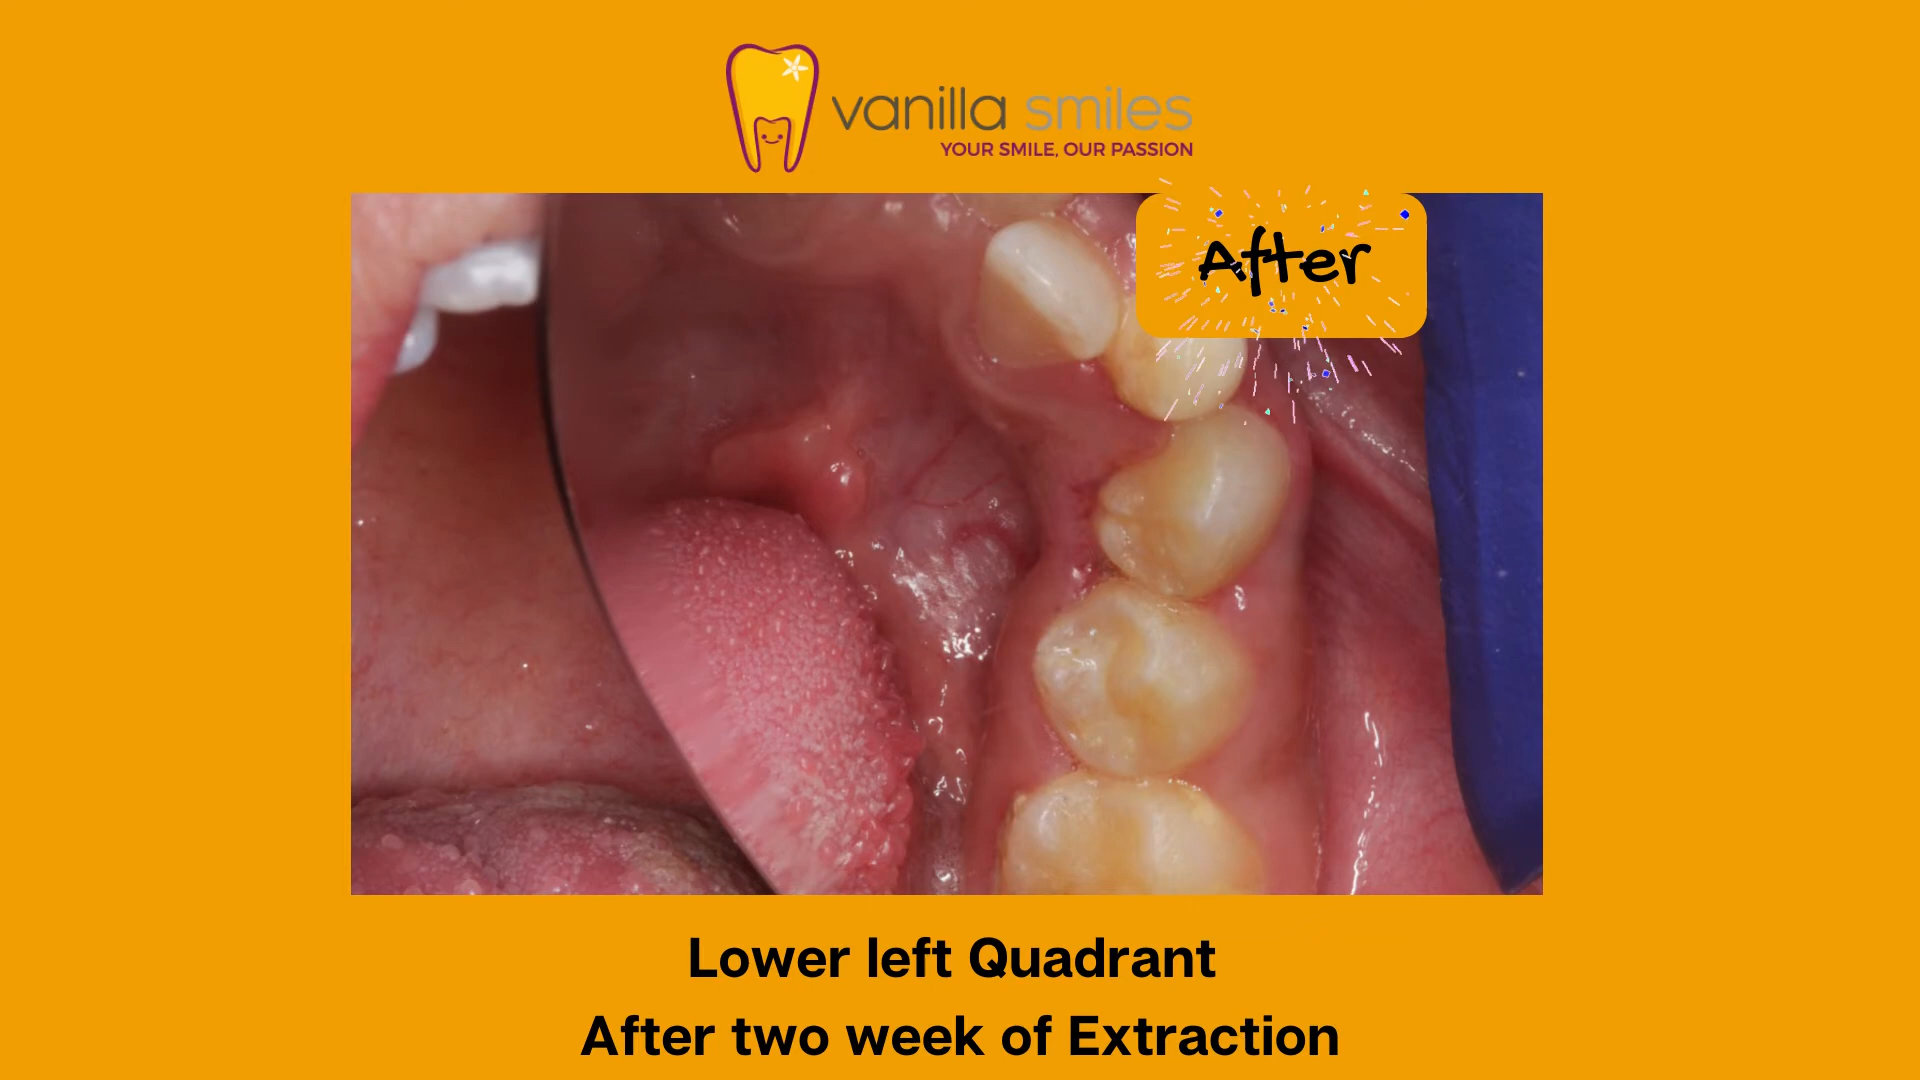 vanilla smiles
YOUR SMILE, OUR PASSION
After
Lower left Quadrant
After two week of Extraction